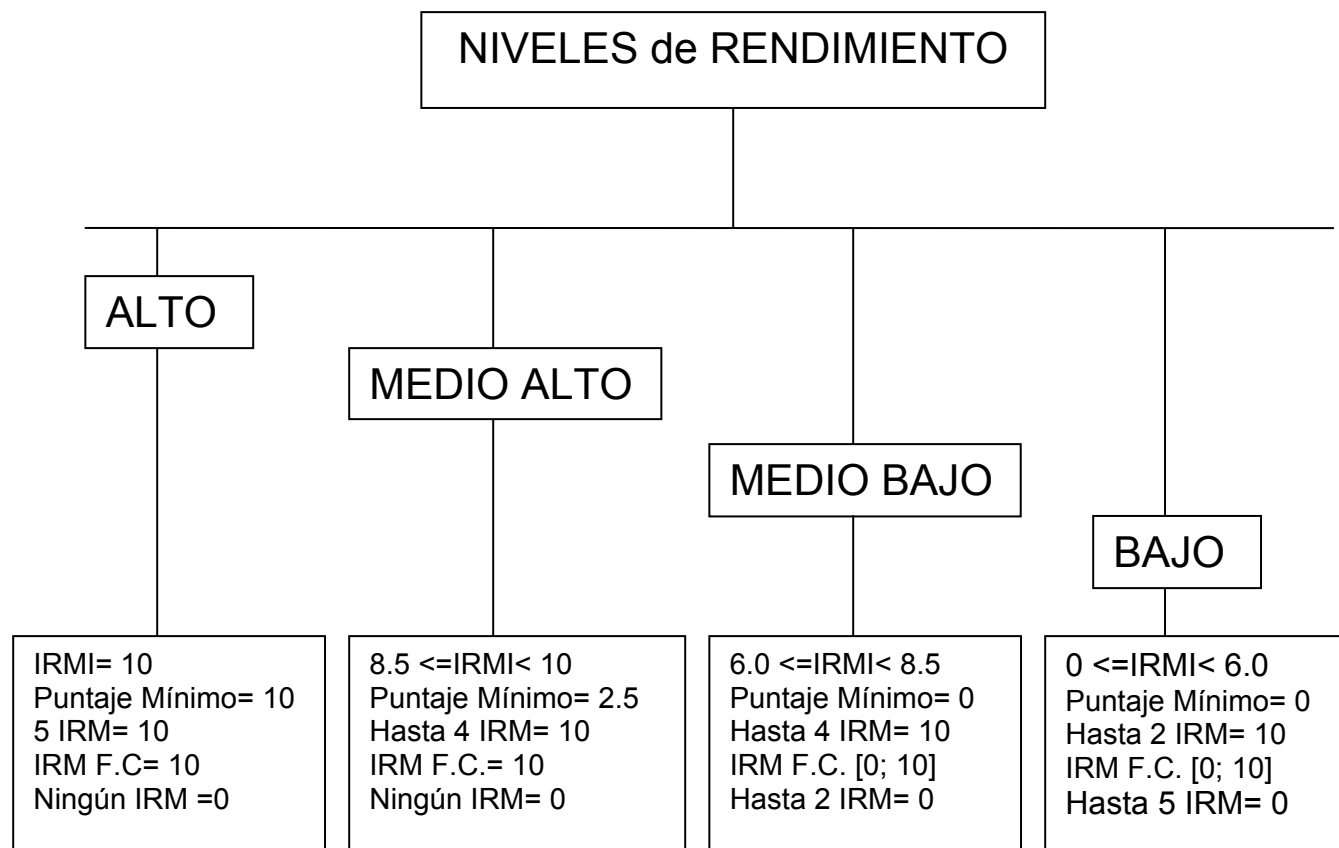 NIVELES de RENDIMIENTO
ALTO
MEDIO ALTO
MEDIO BAJO
BAJO
IRMI= 10
Puntaje Mínimo= 10
5 IRM= 10
IRM F.C= 10
Ningún IRM =0
8.5 <=IRMI< 10
Puntaje Mínimo= 2.5
Hasta 4 IRM= 10
IRM F.C.= 10
Ningún IRM= 0
6.0 <=IRMI< 8.5
Puntaje Mínimo= 0
Hasta 4 IRM= 10
IRM F.C. [0; 10]
Hasta 2 IRM= 0
0 <=IRMI< 6.0
Puntaje Mínimo= 0
Hasta 2 IRM= 10
IRM F.C. [0; 10]
Hasta 5 IRM= 0